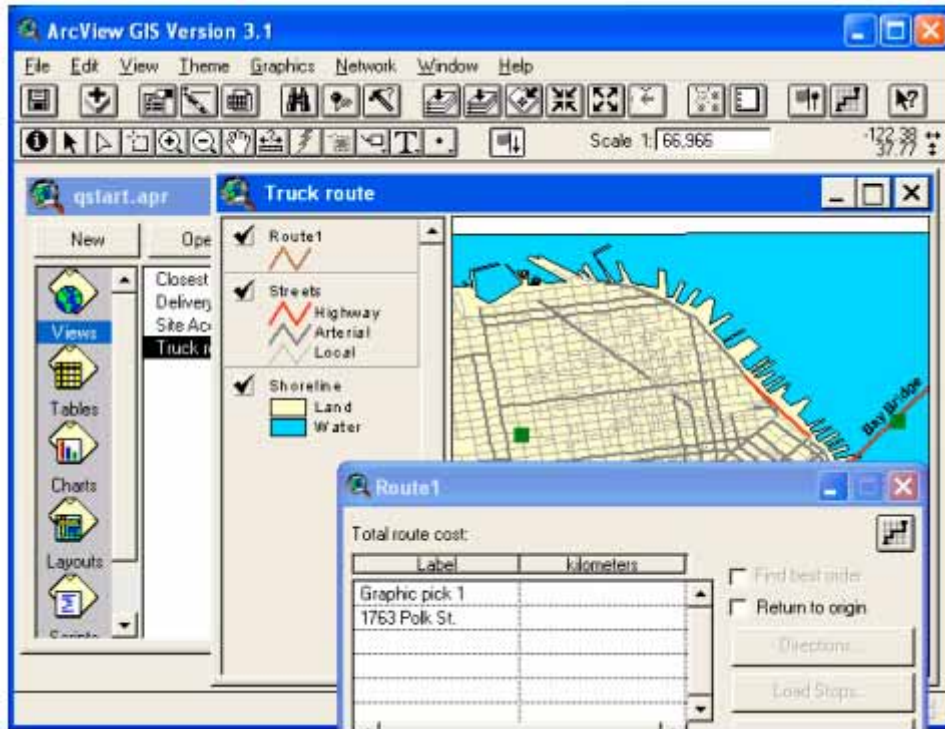 ArcView GIS Version 3.1
File Edit View Theme Graphics Network Window Help
Scale 1: 66,966
-122.38
37.77
qstart.apr
New
Ope
Views
Tables
Charts
Layouts
Closest
Delivery
Truck
Truck route
Route1
Streets
Highway
Arterial
Local
Shoreline
Land
Water
Bay Bridge
Route1
Total route cost:
Label kilometers
Graphic pick 1
1763 Polk St.
Find best order
Return to origin
Directions...
Load Stops...